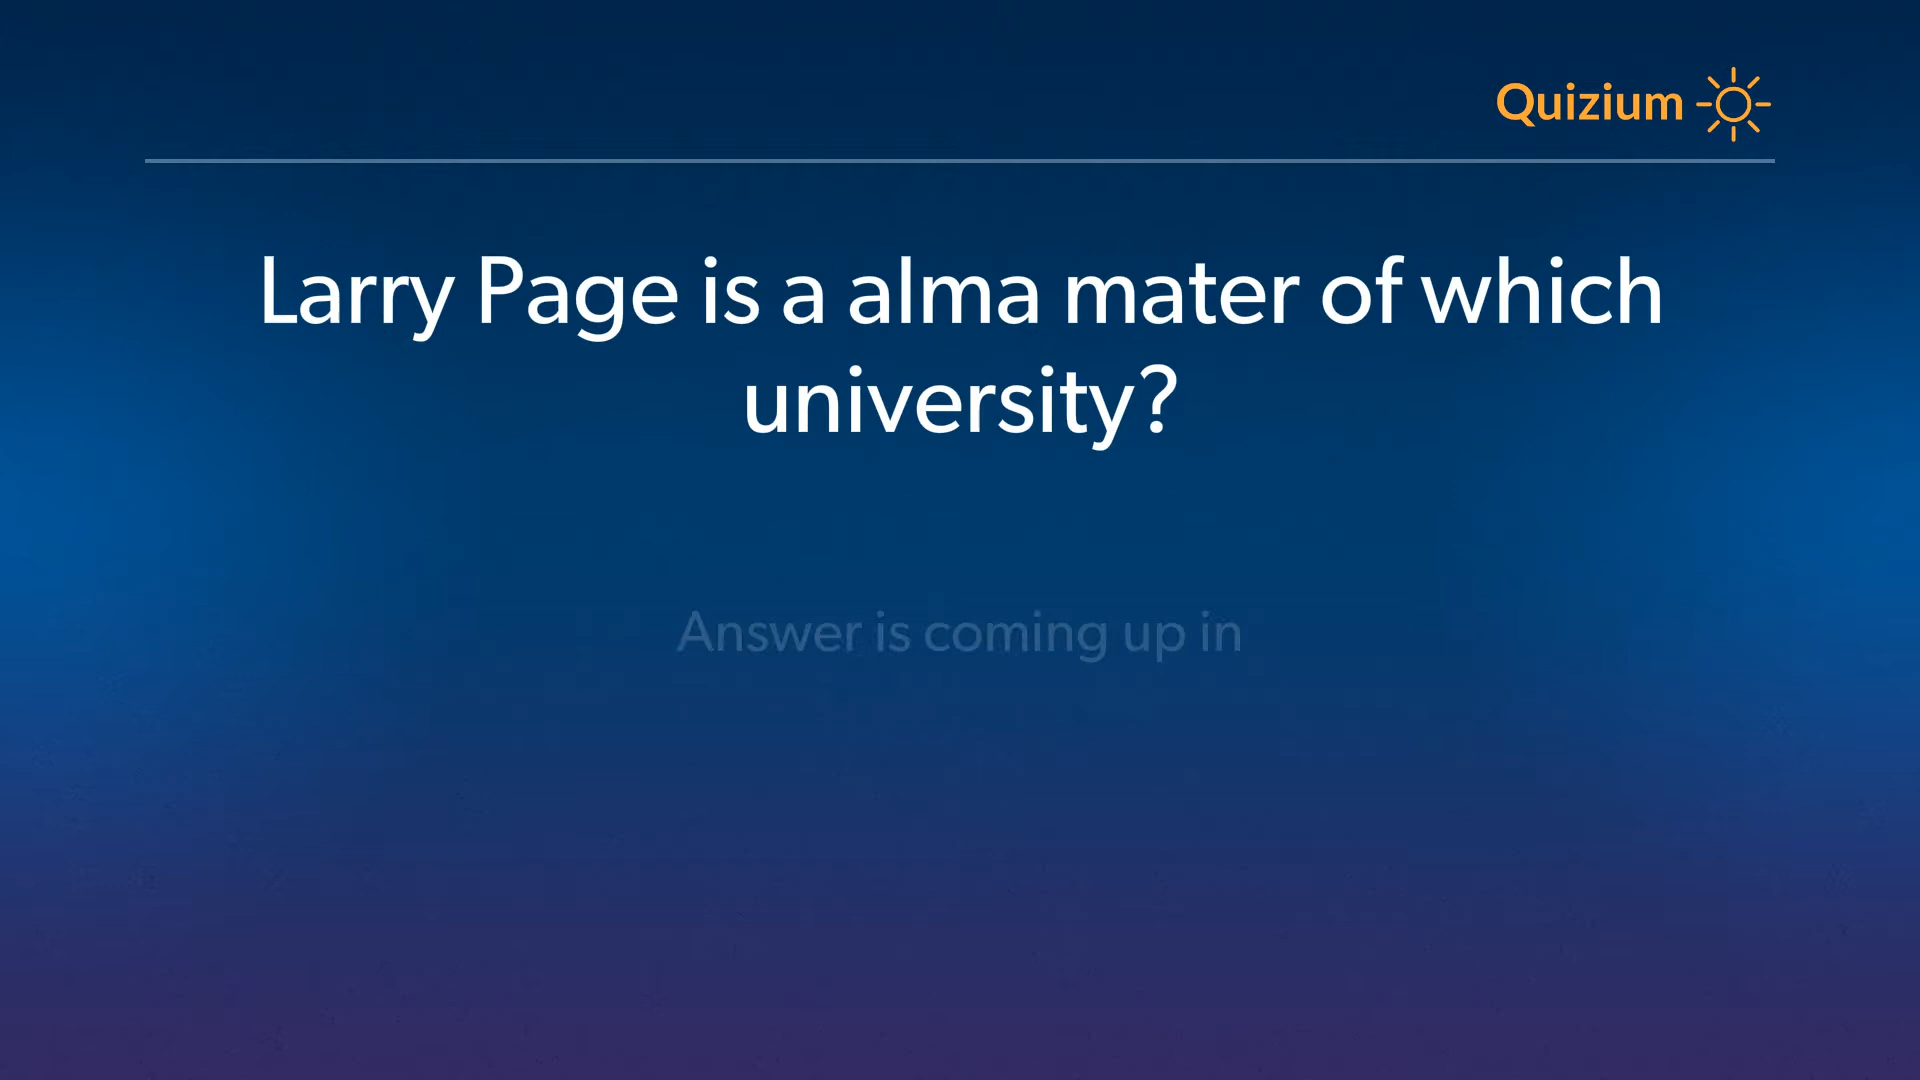 Quizium
Larry Page is a alma mater of which
university?
Answer is coming up in